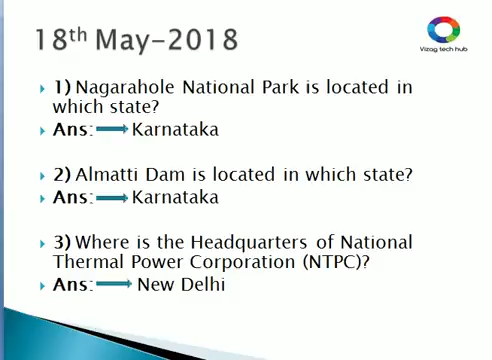 18th May-2018
Vizag tech hub
1) Nagarahole National Park is located in
which state?
Ans: Karnataka
2) Almatti Dam is located in which state?
Ans: Karnataka
3) Where is the Headquarters of National
Thermal Power Corporation (NTPC)?
Ans: New Delhi